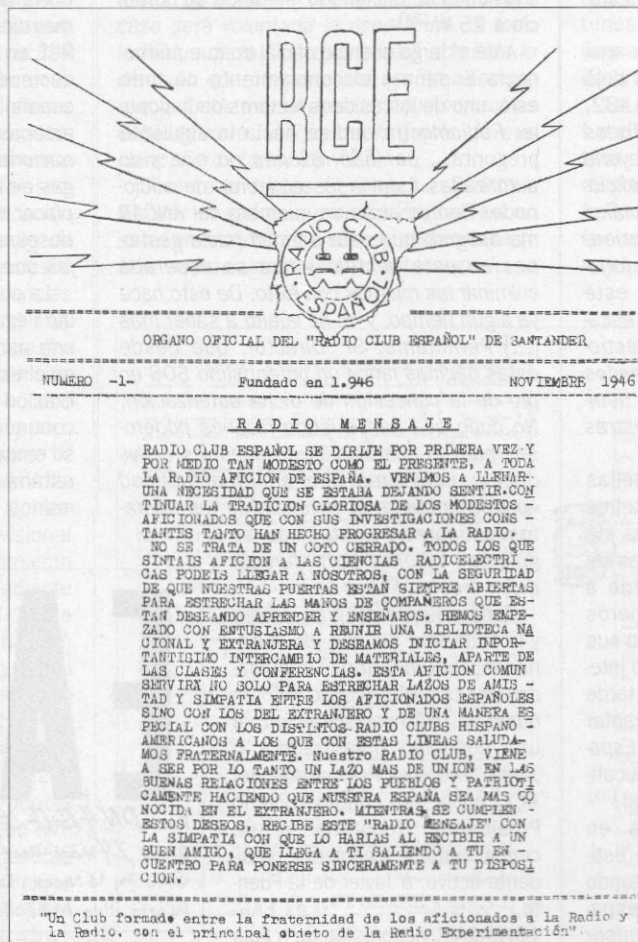 RCE
RADIO CLUB
ESPAÑOL
ORGANO OFICIAL DEL "RADIO CLUB ESPAÑOL" DE SANTANDER
NUMERO -1- Fundado en 1.946 NOVIEMBRE 1946
RADIO MENSAJE
RADIO CLUB ESPAÑOL SE DIRIJE POR PRIMERA VEZ Y
POR MEDIO TAN MODESTO COMO EL PRESENTE, A TODA
LA RADIO AFICION DE ESPAÑA. VENIMOS LLENAR-
UNA NECESIDAD QUE SE ESTABA DEJANDO SENTIR.CON
TINUAR LA TRADICION GLORIOSA DE LOS MODESTOS -
AFICIONADOS QUE CON SUS INVESTIGACIONES CONS -
TANTES TANTO HAN HECHO PROGRESAR A LA RADIO.
NO SE TRATA DE UN COTO CERRADO. TODOS LOS QUE
SINTAIS AFICION A LAS CIENCIAS RADIOELECTRI -
CAS PODEIS LLEGAR A NOSOTROS, CON LA SEGURIDAD
DE QUE NUESTRAS PUERTAS ESTAN SIEMPRE ABIERTAS
PARA ESTRECHAR LAS MANOS DE COMPAÑEROS QUE ES-
TAN DESEANDO APRENDER Y ENSEÑAROS. HEMOS EMPE-
ZADO CON ENTUSIASMO A REUNIR UNA BIBLIOTECA NA
CIONAL Y EXTRANJERA Y DESEAMOS INICIAR IMPOR-
TANTISIMO INTERCAMBIO DE MATERIALES, APARTE DE
LAS CLASES Y CONFERENCIAS. ESTA AFICION COMUN
SERVIRÁ NO SOLO PARA ESTRECHAR LAZOS DE AMIS -
TAD Y SIMPATIA ENTRE LOS AFICIONADOS ESPAÑOLES
SINO CON LOS DEL EXTRANJERO Y DE UNA MANERA ES
PECIAL CON LOS DISTINTOS RADIO CLUBS HISPANO -
AMERICANOS A LOS QUE CON ESTAS LINEAS SALUDA-
MOS FRATERNALMENTE. Nuestro RADIO CLUB, VIENE
A SER POR LO TANTO UN LAZO MAS DE UNION EN LAS
BUENAS RELACIONES ENTRE LOS PUEBLOS Y PATRIOTI
CAMENTE HACIENDO QUE NUESTRA ESPAÑA SEA MAS CO
NOCIDA EN EL EXTRANJERO. MIENTRAS SE CUMPLEN -
ESTOS DESEOS, RECIBE ESTE "RADIO MENSAJE" CON
LA SIMPATIA CON QUE LO HARIAS AL RECIBIR A UN
BUEN AMIGO, QUE LLEGA A TI SALIENDO A TU EN -
CUENTRO PARA PONERSE SINCERAMENTE A TU DISPOSI
CION.
"Un Club formado entre la fraternidad de los aficionados a la Radio y
la Radio, con el principal objeto de la Radio Experimentación".